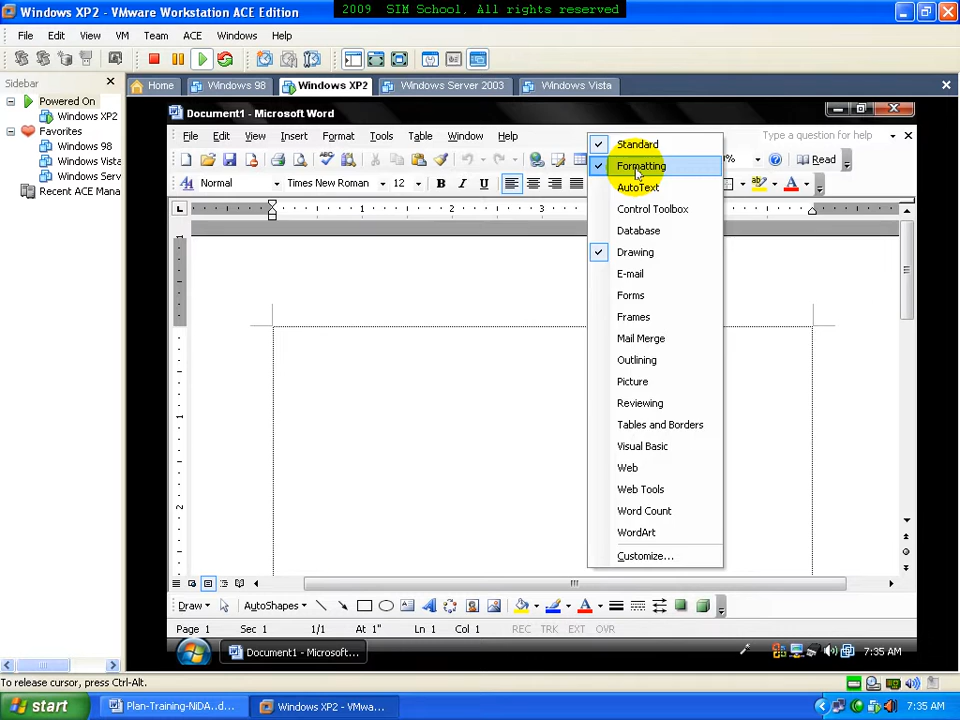 Windows XP2 - VMware Workstation ACE Edition
2009 SIM School, All rights reserved
File Edit View VM Team ACE Windows Help
Sidebar
Home Windows 98 Windows XP2 Windows Server 2003 Windows Vista
Powered On
Windows XP2
Favorites
Windows 98
Windows Vista
Windows Serv
Recent ACE Mana
Document1 - Microsoft Word
File Edit View Insert Format Tools Table Window Help
Type a question for help
% Read
Normal Times New Roman 12 B I U
1 2 3
Standard
Formatting
AutoText
Control Toolbox
Database
Drawing
E-mail
Forms
Frames
Mail Merge
Outlining
Picture
Reviewing
Tables and Borders
Visual Basic
Web
Web Tools
Word Count
WordArt
Customize...
1
2
Draw AutoShapes
Page 1 Sec 1 1/1 At 1" Ln 1 Col 1 REC TRK EXT OVR
Document1 - Microsoft... 7:35 AM
To release cursor, press Ctrl-Alt.
start Plan-Training-NiDA..d... Windows XP2 - VMwa... 7:35 AM